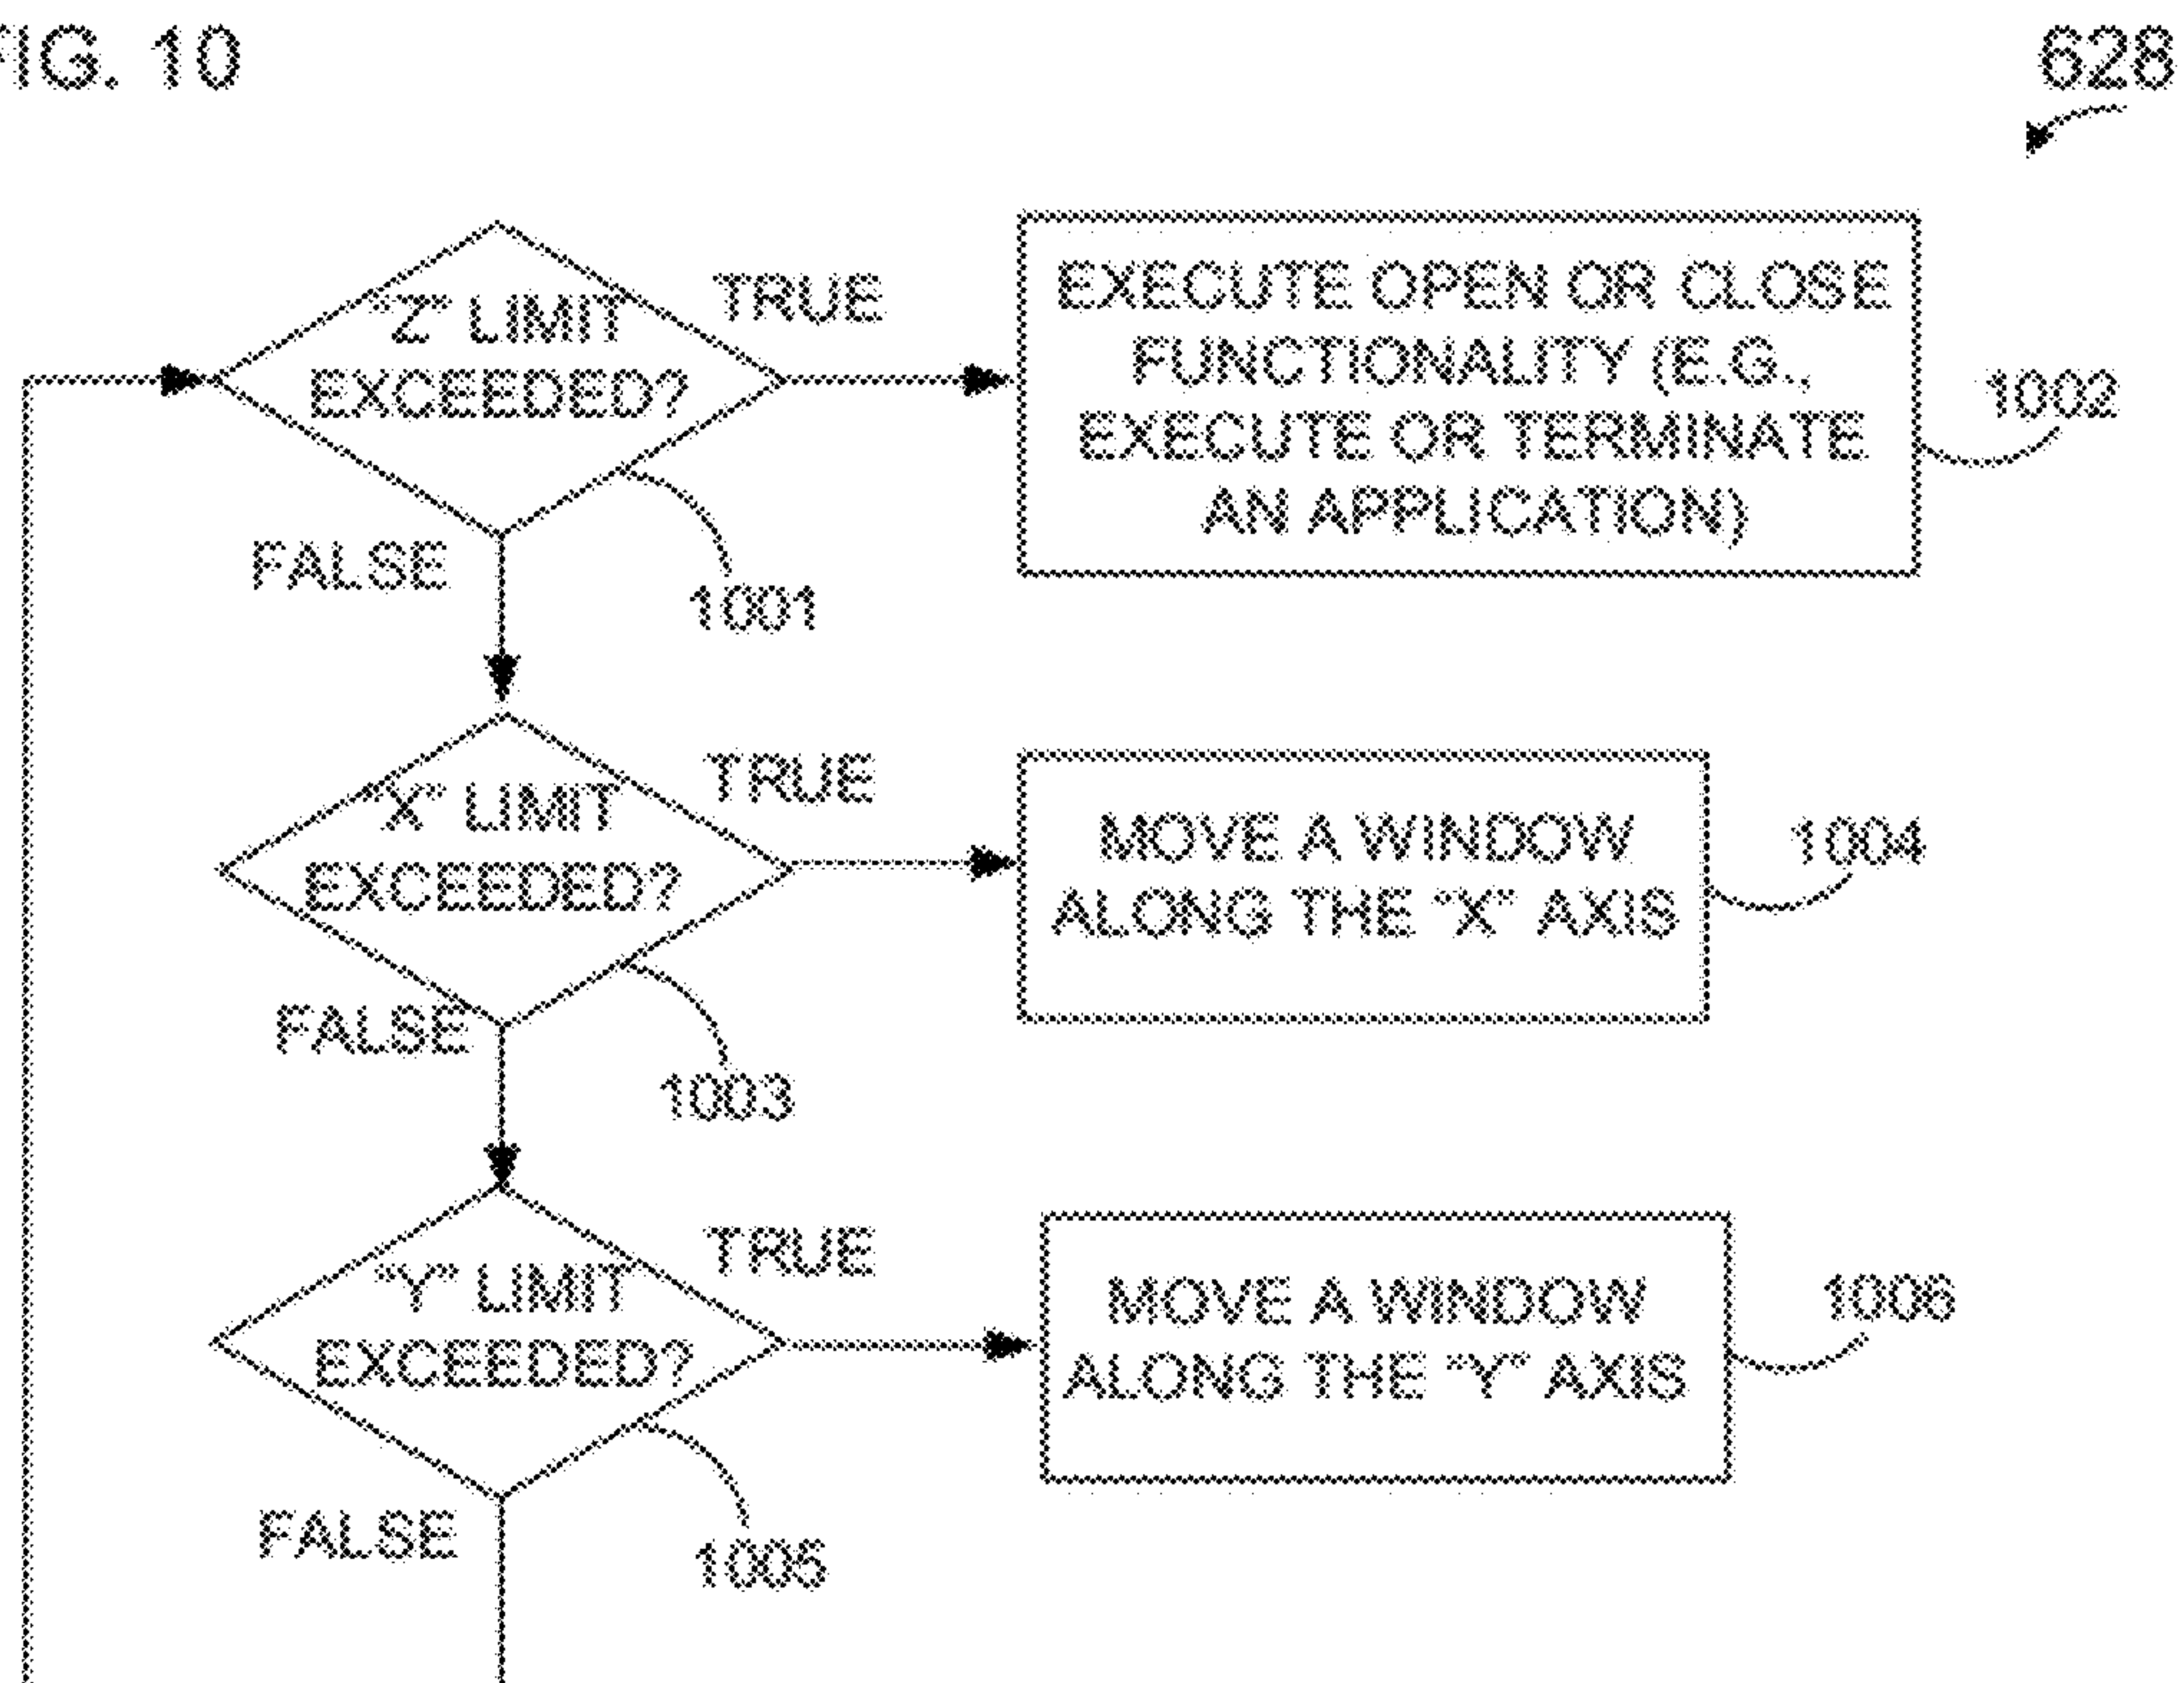 FIG. 10
628
"Z" LIMIT
EXCEEDED?
TRUE
EXECUTE OPEN OR CLOSE
FUNCTIONALITY (E.G.,
EXECUTE OR TERMINATE
AN APPLICATION)
1002
FALSE
1001
"X" LIMIT
EXCEEDED?
TRUE
MOVE A WINDOW
ALONG THE "X" AXIS
1004
FALSE
1003
"Y" LIMIT
EXCEEDED?
TRUE
MOVE A WINDOW
ALONG THE "Y" AXIS
1006
FALSE
1005